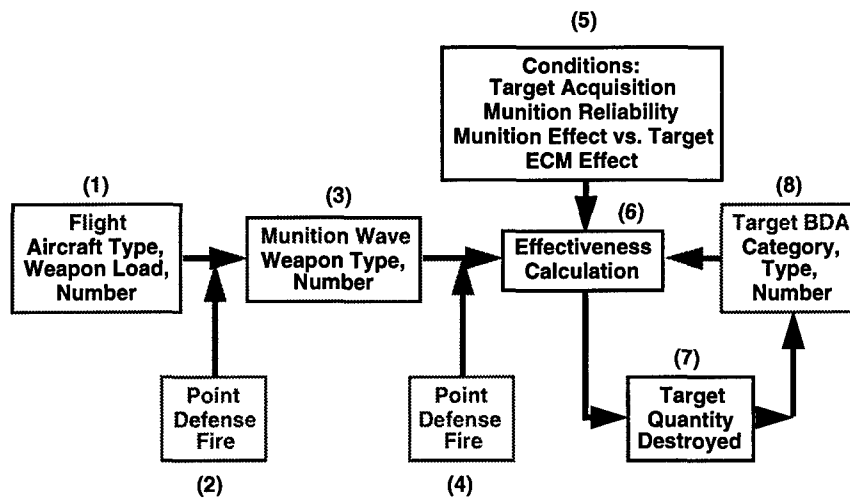 (5)
Conditions:
Target Acquisition
Munition Reliability
Munition Effect vs. Target
ECM Effect
(1)
Flight
Aircraft Type,
Weapon Load,
Number
(3)
Munition Wave
Weapon Type,
Number
(6)
Effectiveness
Calculation
(8)
Target BDA
Category,
Type,
Number
Point
Defense
Fire
(2)
Point
Defense
Fire
(4)
(7)
Target
Quantity
Destroyed